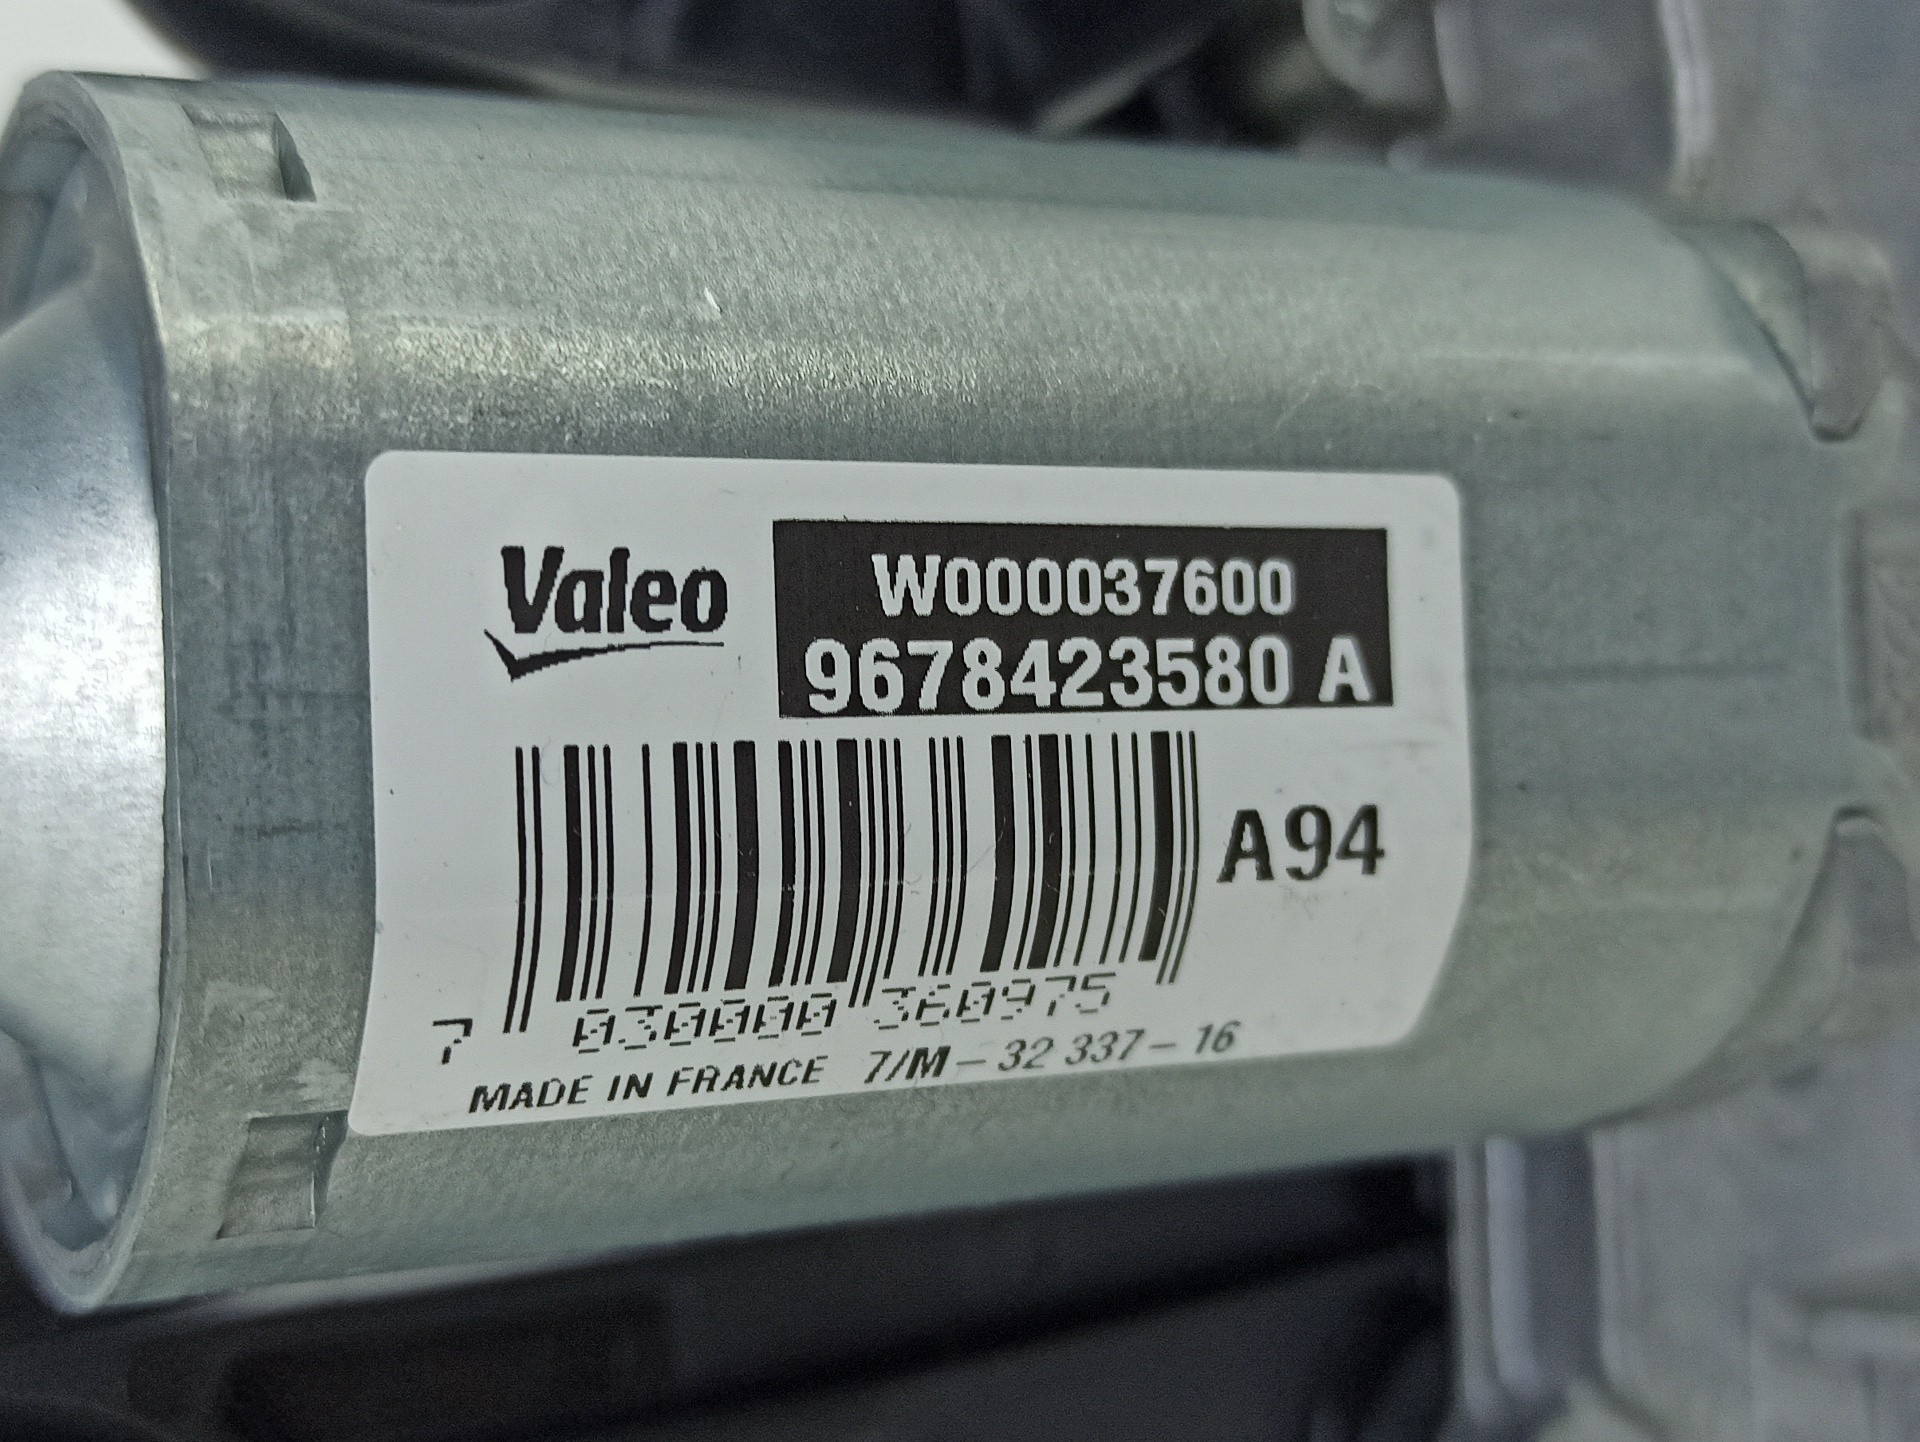 Valeo
W000037600
9678423580 A
A94
7 030000 360975
MADE IN FRANCE 7/M-32 337-16